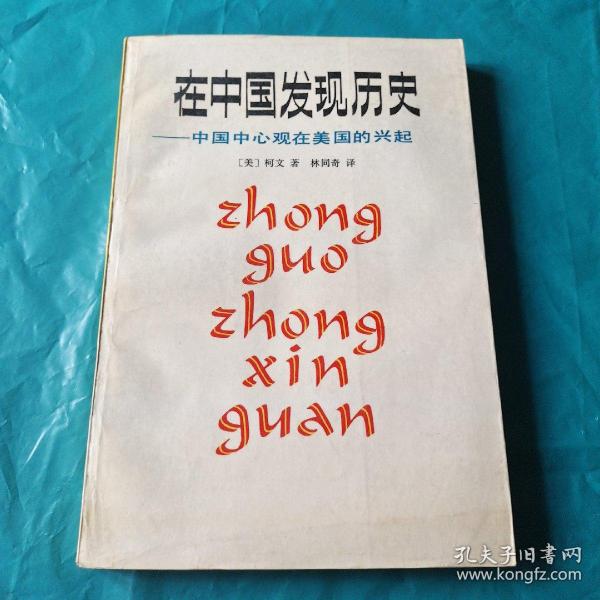 在中国发现历史
——中国中心观在美国的兴起
[美] 柯文 著 林同奇 译
zhong
guo
zhong
xin
guan
孔夫子旧书网
www.kongfz.com